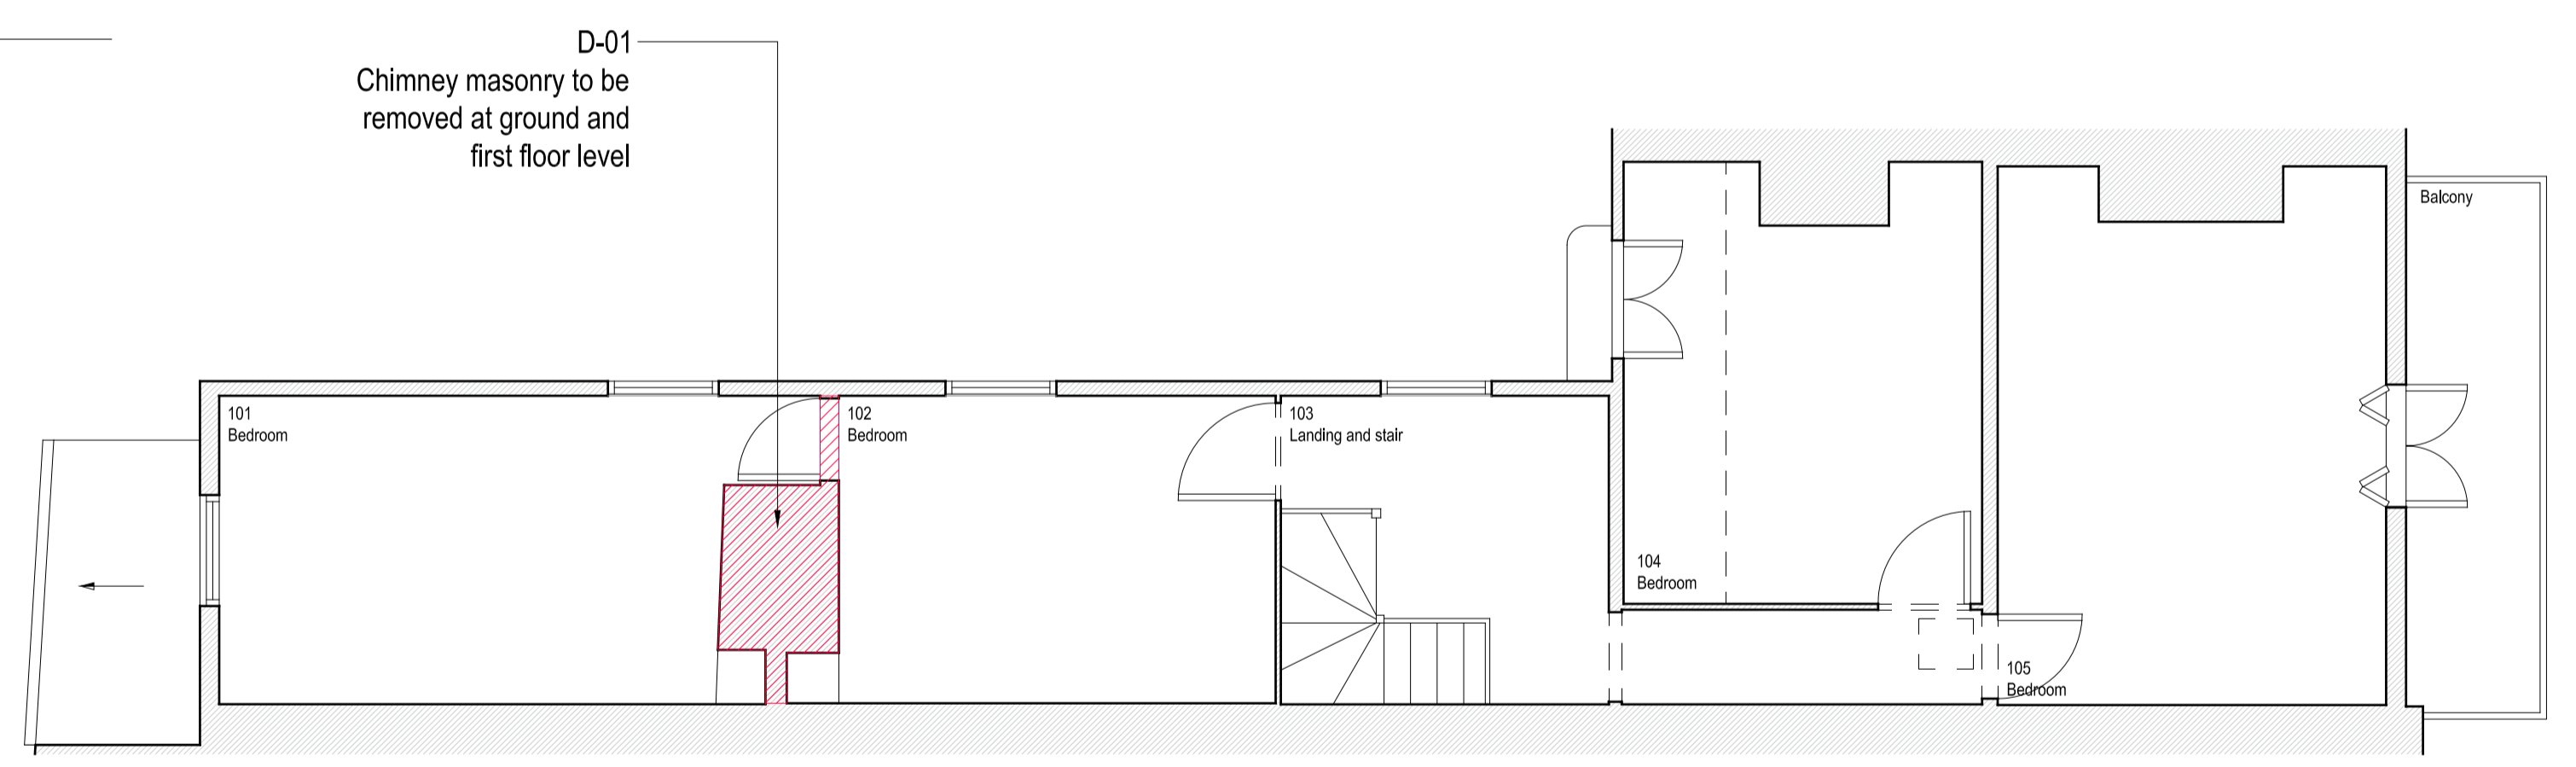 D-01
Chimney masonry to be
removed at ground and
first floor level
Balcony
101
Bedroom
102
Bedroom
103
Landing and stair
104
Bedroom
105
Bedroom